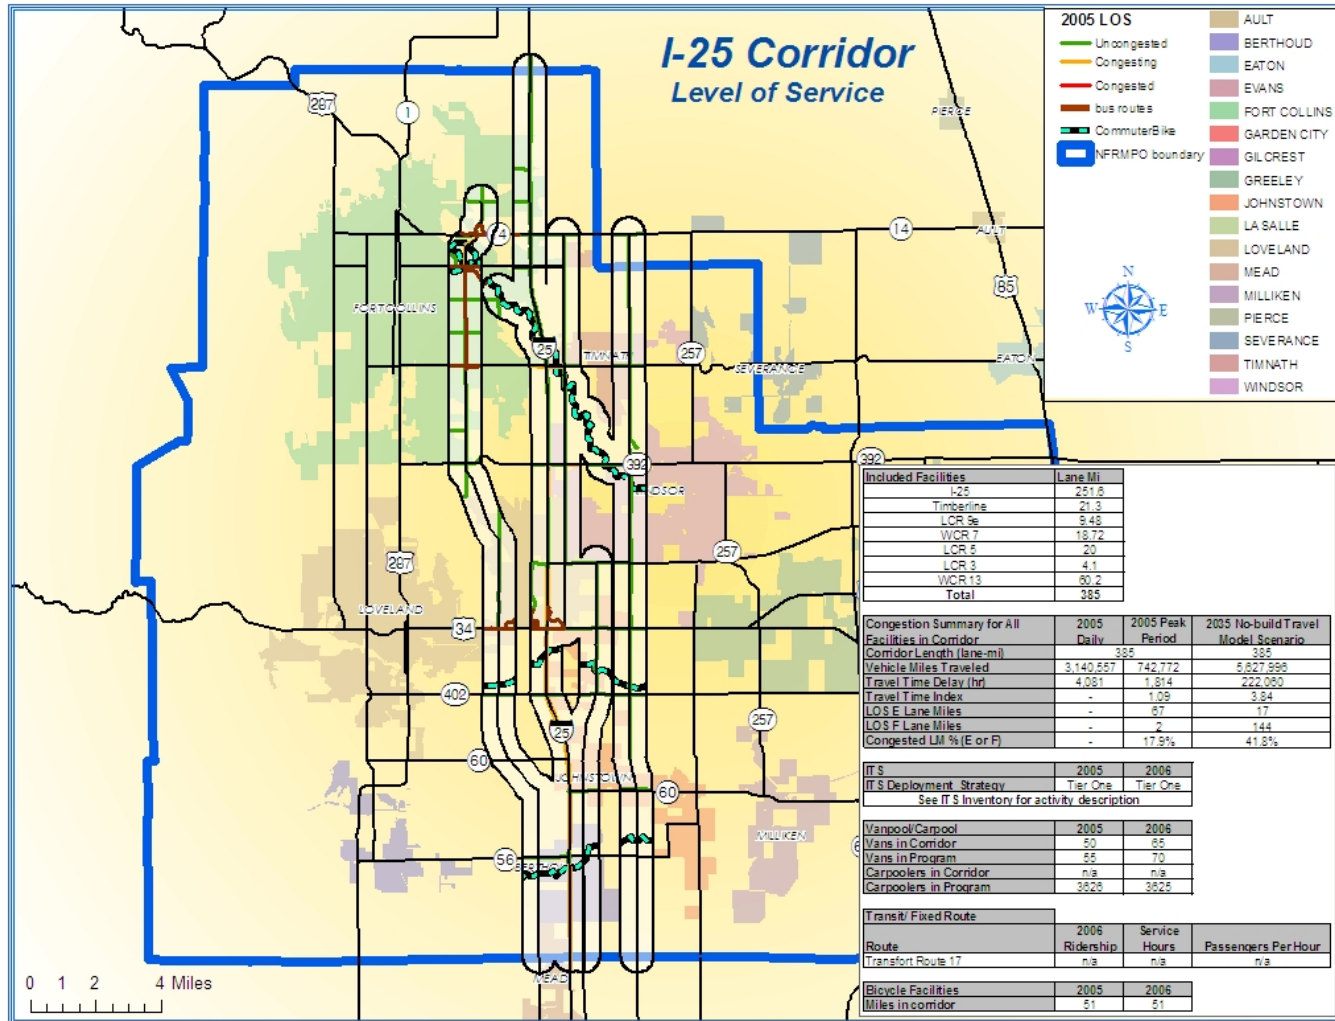 I-25 Corridor
Level of Service
2005 LOS
Uncongested
Congesting
Congested
bus routes
CommuterBike
NFRMPO boundary
AULT
BERTHOUD
EATON
EVANS
FORT COLLINS
GARDEN CITY
GILCREST
GREELEY
JOHNSTOWN
LA SALLE
LOVELAND
MEAD
MILLIKEN
PIERCE
SEVERANCE
TIMNATH
WINDSOR
N
W E
S
287
1
PIERCE
14
AULT
85
FORT COLLINS
25
TIMNATH
257
SEVERANCE
EATON
392
392
257
287
LOVELAND
34
402
257
25
60
JOHNSTOWN
60
MILLIKEN
56
MEAD
0 1 2 4 Miles
Included Facilities Lane Mi
I-25 251.6
Timberline 21.3
LCR 9e 9.48
WCR 7 18.72
LCR 5 20
LCR 3 4.1
WCR 13 60.2
Total 385
Congestion Summary for All Facilities in Corridor 2005 Daily 2005 Peak Period 2035 No-build Travel Model Scenario
Corridor Length (lane-mi) 385 385
Vehicle Miles Traveled 3,140,557 742,772 5,627,998
Travel Time Delay (hr) 4,081 1,814 222,060
Travel Time Index - 1.09 3.84
LOS E Lane Miles - 67 17
LOS F Lane Miles - 2 144
Congested LM % (E or F) - 17.9% 41.8%
ITS 2005 2006
ITS Deployment Strategy Tier One Tier One
See ITS Inventory for activity description
Vanpool/Carpool 2005 2006
Vans in Corridor 50 65
Vans in Program 55 70
Carpoolers in Corridor n/a n/a
Carpoolers in Program 3626 3625
Transit/ Fixed Route
Route 2006 Ridership Service Hours Passengers Per Hour
Transfort Route 17 n/a n/a n/a
Bicycle Facilities 2005 2006
Miles in corridor 51 51